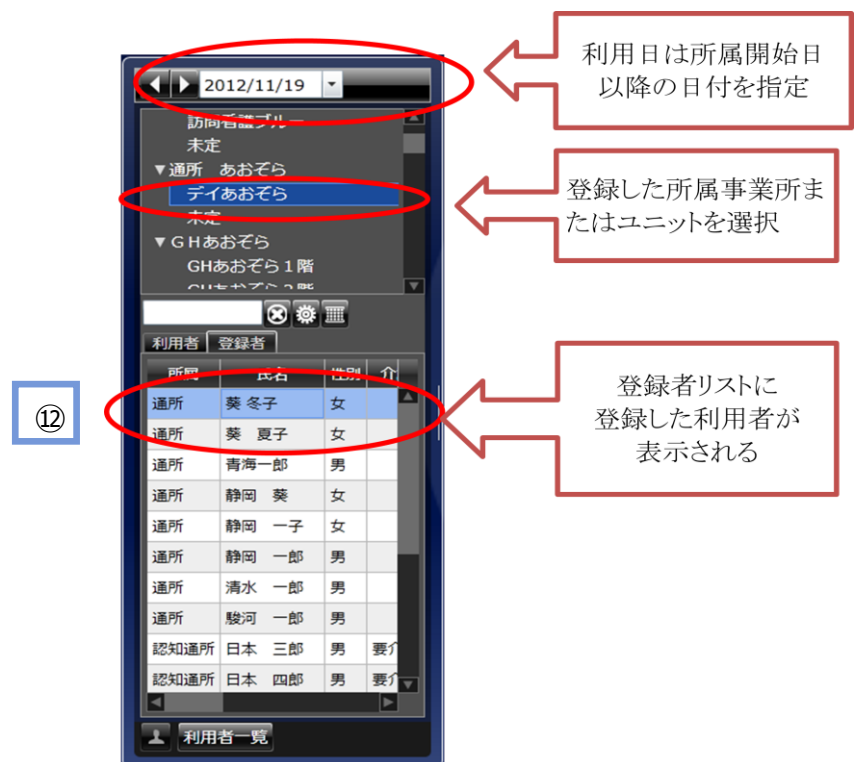 利用日は所属開始日
以降の日付を指定
2012/11/19
訪問看護ブルー
未定
▼通所 あおぞら
デイあおぞら
未定
▼GHあおぞら
GHあおぞら1階
登録した所属事業所ま
たはユニットを選択
利用者 登録者
所属 氏名 性別 介
通所 葵 冬子 女
通所 葵 夏子 女
通所 青海一郎 男
通所 静岡 葵 女
通所 静岡 一子 女
通所 静岡 一郎 男
通所 清水 一郎 男
通所 駿河 一郎 男
認知通所 日本 三郎 男 要介
認知通所 日本 四郎 男 要介
⑫
登録者リストに
登録した利用者が
表示される
利用者一覧